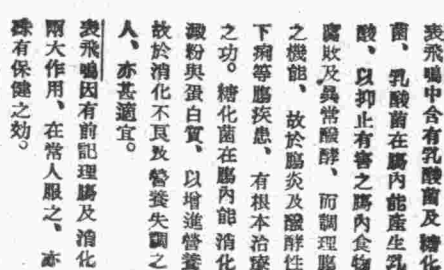 表飛鳴中含有乳酸菌及糖化
菌、乳酸菌在腸內能產生乳
酸、以抑止有害之腸內食物
腐敗及異常醱酵、而調理腸
之機能、故於腸炎及醱酵性
下痢等腸疾患、有根本治療
之功。糖化菌在腸內能消化
澱粉與蛋白質、以增進營養
故於消化不良致營養失調之
人、亦甚適宜。
表飛鳴因有前記理腸及消化
兩大作用、在常人服之、亦
殊有保健之効。